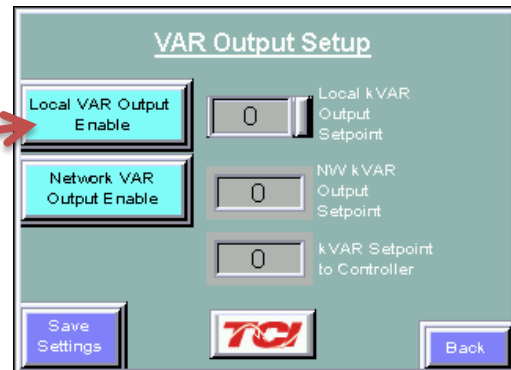 VAR Output Setup
Local VAR Output
Enable
0
Local kVAR
Output
Setpoint
Network VAR
Output Enable
0
NW kVAR
Output
Setpoint
0
kVAR Setpoint
to Controller
Save
Settings
TCI
Back